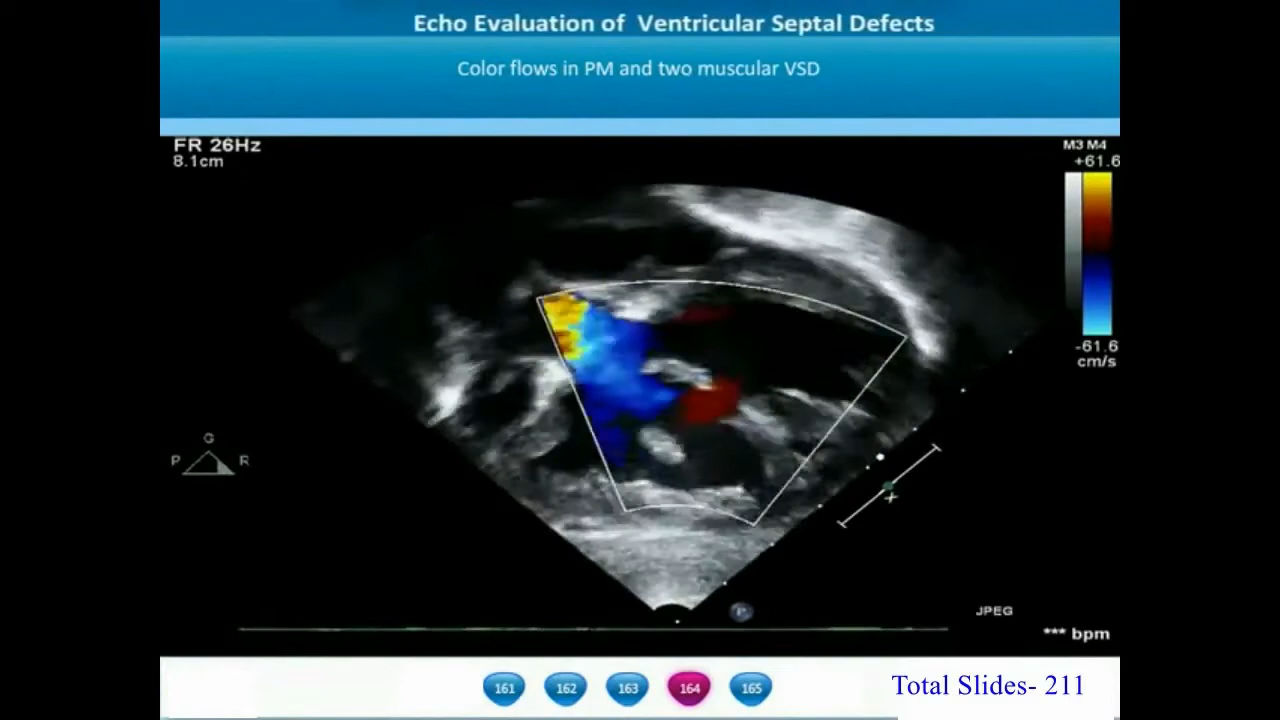 Echo Evaluation of Ventricular Septal Defects
Color flows in PM and two muscular VSD
FR 26Hz
8.1cm
M3 M4
+61.6
-61.6
cm/s
G
P R
P
JPEG
*** bpm
161 162 163 164 165
Total Slides- 211